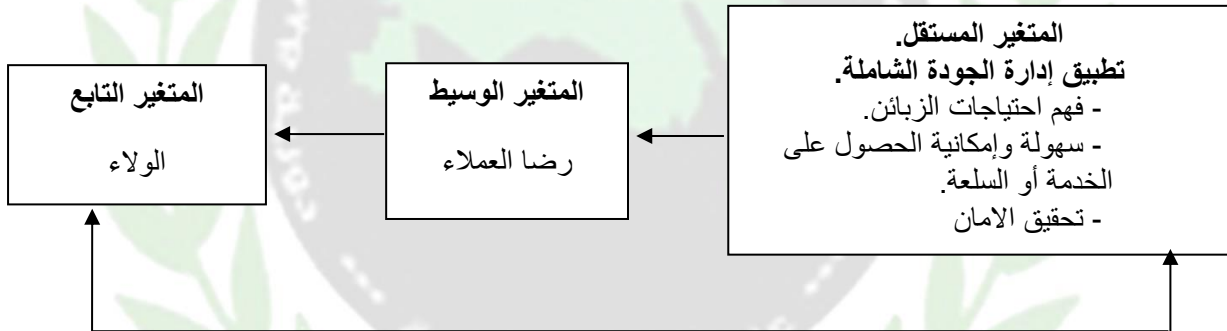 المتغير المستقل.
تطبيق إدارة الجودة الشاملة.
- فهم احتياجات الزبائن.
- سهولة وإمكانية الحصول على
الخدمة أو السلعة.
- تحقيق الامان
المتغير الوسيط
رضا العملاء
المتغير التابع
الولاء